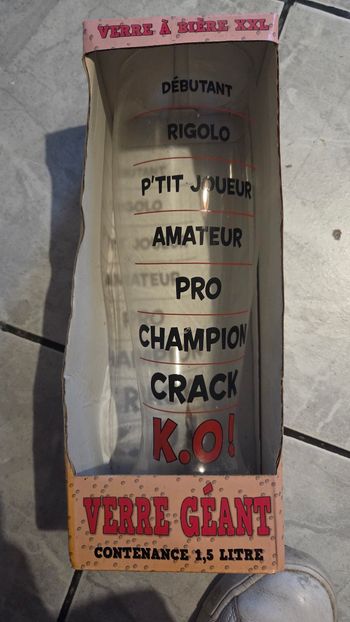 VERRE À BIÈRE XXL
DÉBUTANT
RIGOLO
P'TIT JOUEUR
AMATEUR
PRO
CHAMPION
CRACK
K.O!
VERRE GÉANT
CONTENANCE 1,5 LITRE